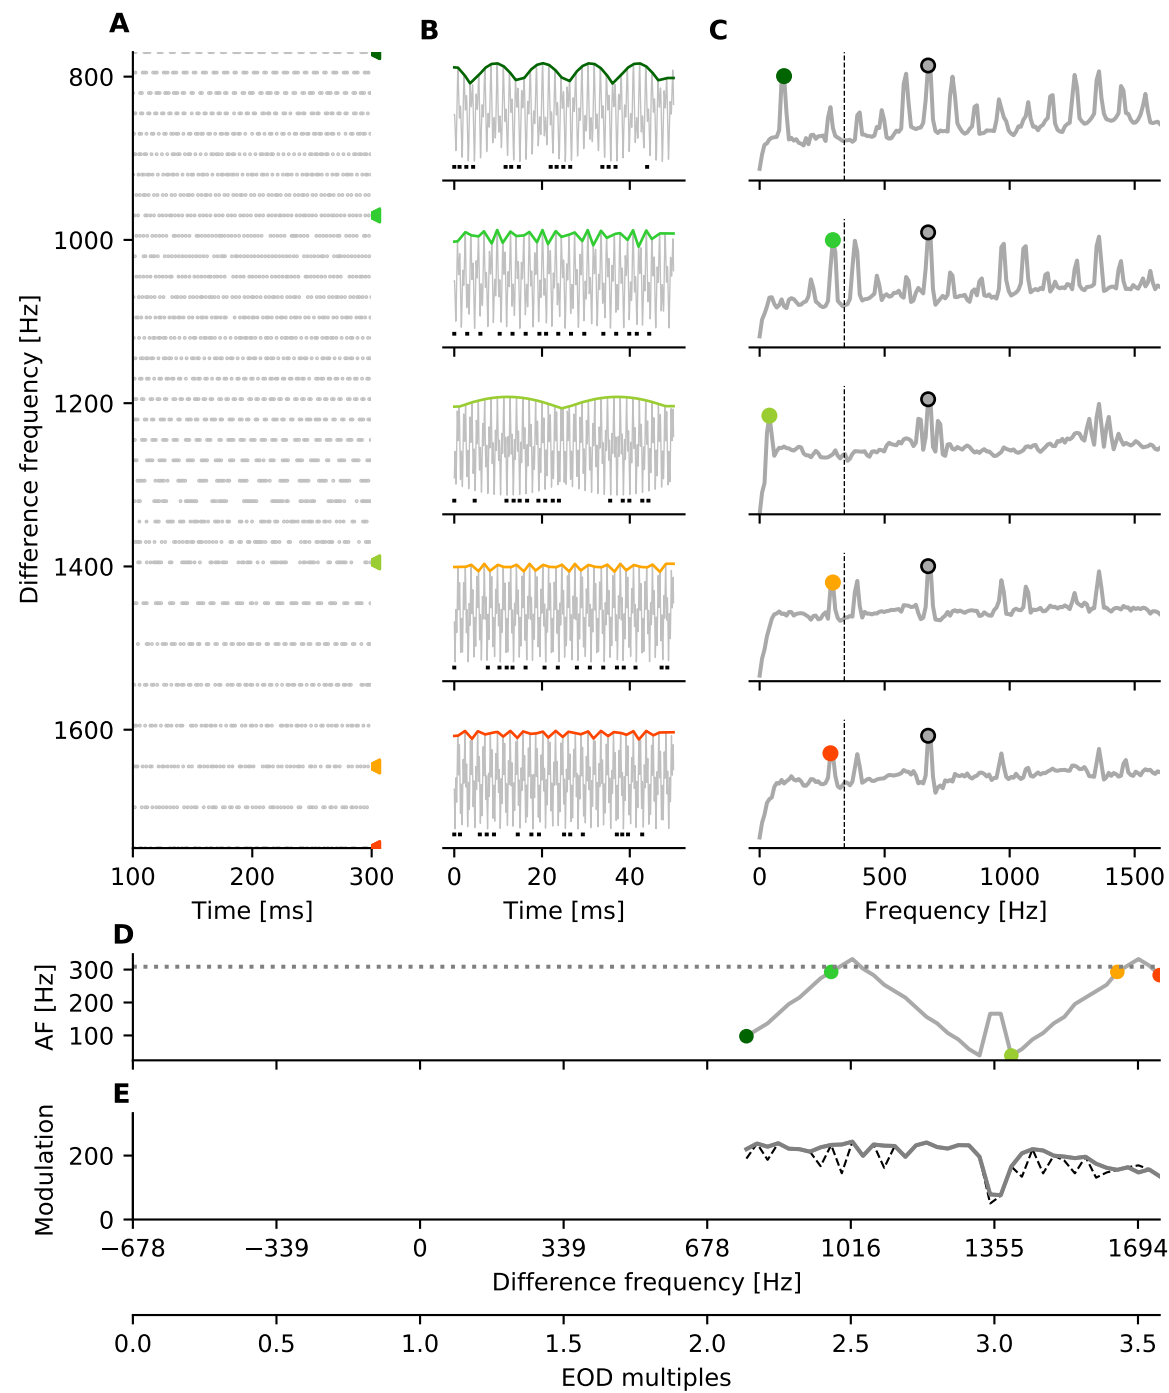 A
B
C
800
1000
1200
1400
1600
Difference frequency [Hz]
100 200 300
Time [ms]
0 20 40
Time [ms]
0 500 1000 1500
Frequency [Hz]
D
300
200
100
AF [Hz]
E
200
0
Modulation
−678 −339 0 339 678 1016 1355 1694
Difference frequency [Hz]
0.0 0.5 1.0 1.5 2.0 2.5 3.0 3.5
EOD multiples